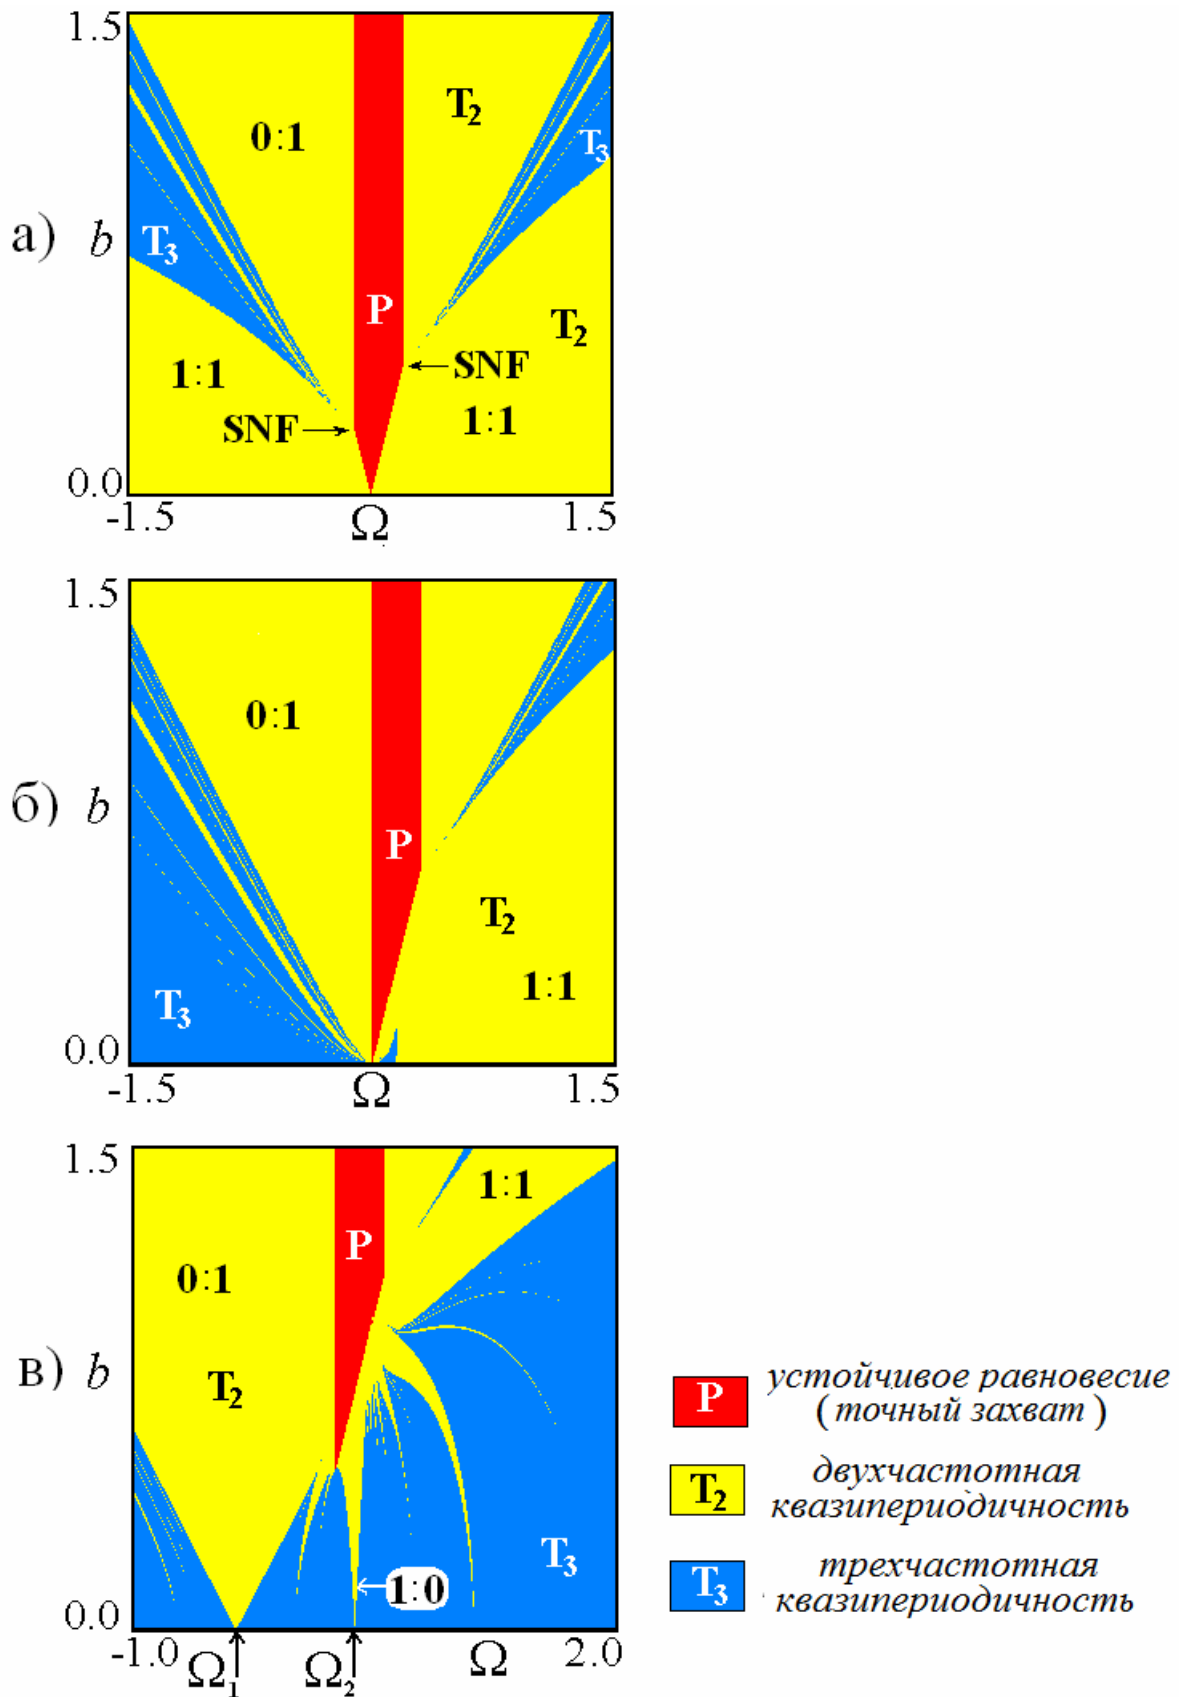 а)
b
1.5
0:1
T2
T3
T3
P
T2
1:1
SNF
SNF
1:1
0.0
-1.5
Ω
1.5
б)
b
1.5
0:1
P
T2
1:1
T3
0.0
-1.5
Ω
1.5
в)
b
1.5
1:1
P
0:1
T2
T3
1:0
0.0
-1.0
Ω1
Ω2
Ω
2.0
P
устойчивое равновесие
(точный захват)
T2
двухчастотная
квазипериодичность
T3
трехчастотная
квазипериодичность